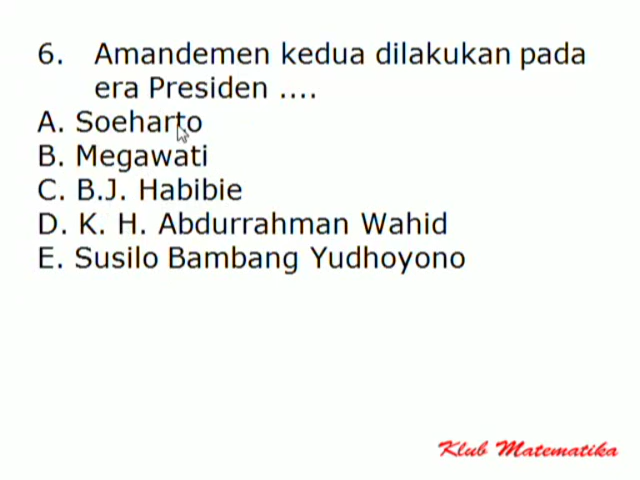 6. Amandemen kedua dilakukan pada
era Presiden ....
A. Soeharto
B. Megawati
C. B.J. Habibie
D. K. H. Abdurrahman Wahid
E. Susilo Bambang Yudhoyono
Klub Matematika